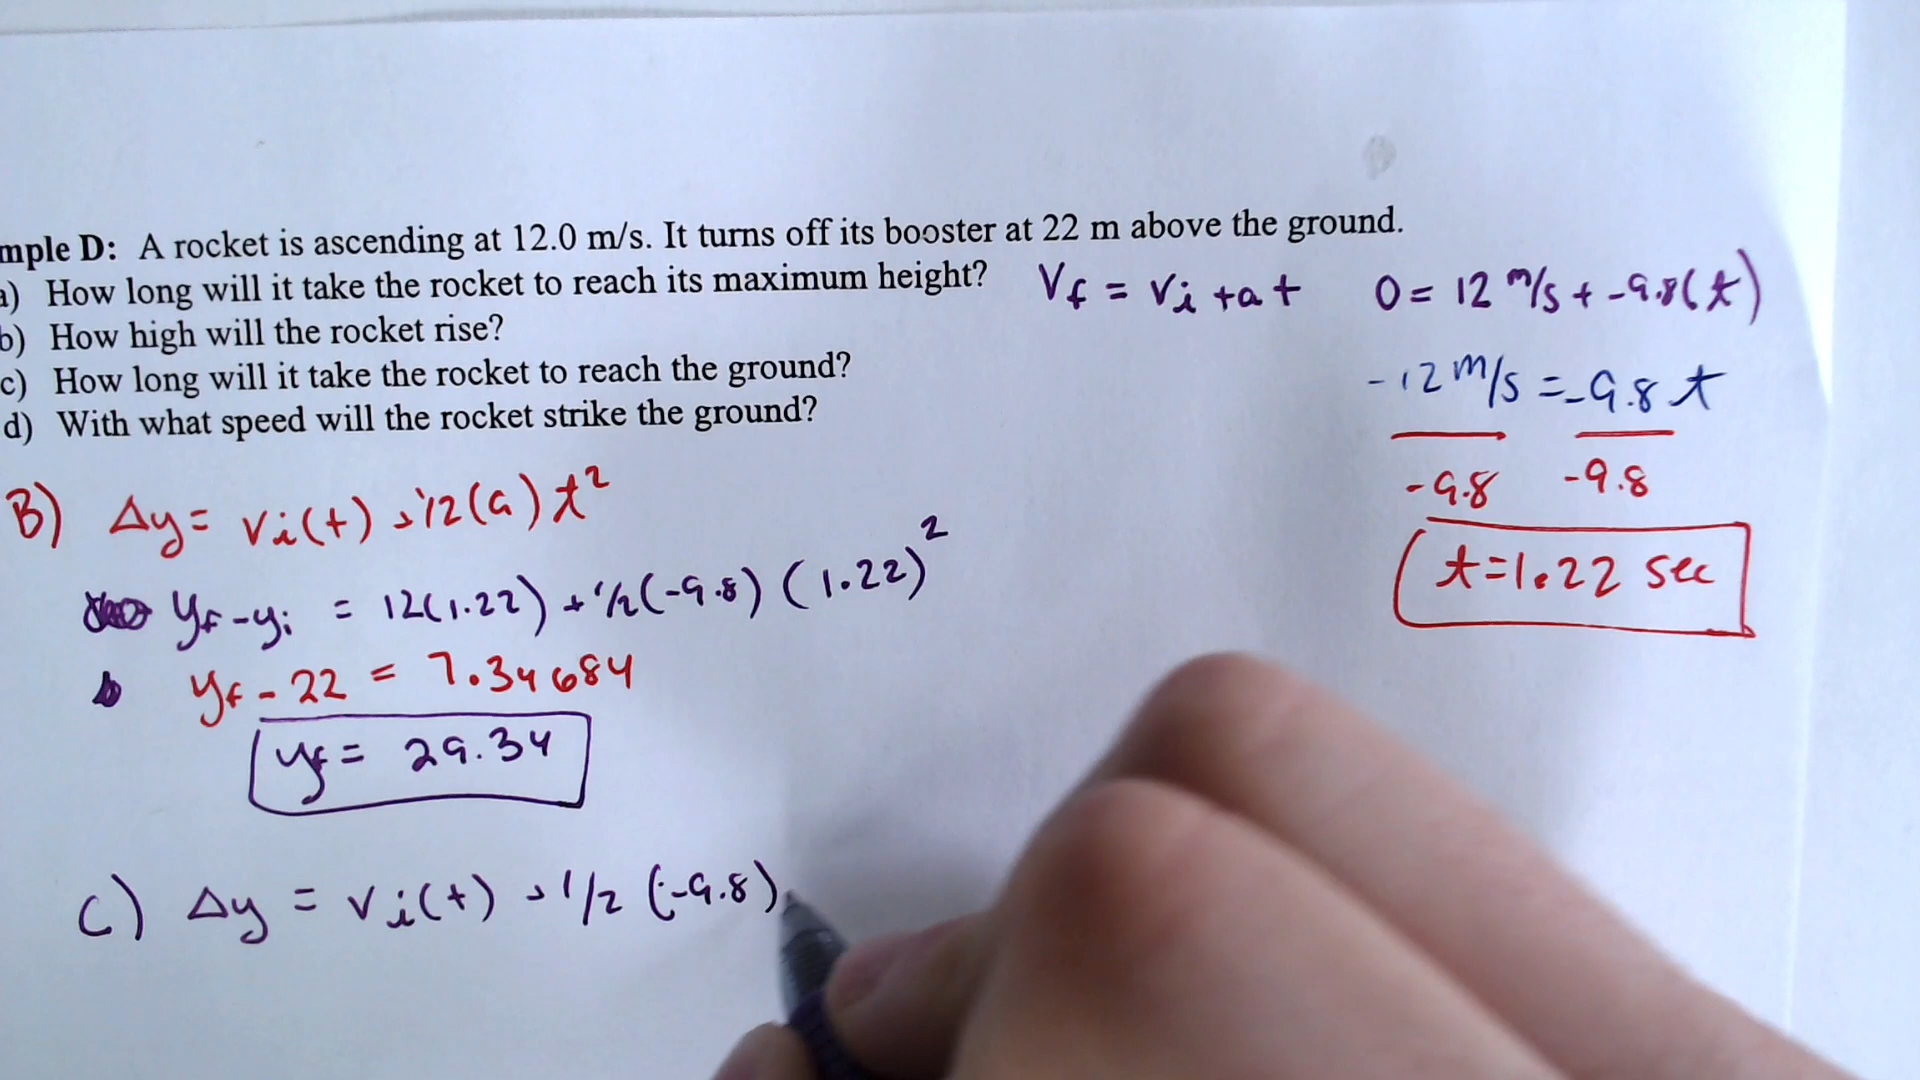 mple D: A rocket is ascending at 12.0 m/s. It turns off its booster at 22 m above the ground.
a) How long will it take the rocket to reach its maximum height?
b) How high will the rocket rise?
c) How long will it take the rocket to reach the ground?
d) With what speed will the rocket strike the ground?
Vf = Vi + at   0 = 12 m/s + -9.8(t)
-12 m/s = -9.8 t
-9.8   -9.8
t = 1.22 sec
B) Δy = vi(t) + 1/2(a)t²
yf - yi = 12(1.22) + 1/2(-9.8)(1.22)²
yf - 22 = 7.34684
yf = 29.34
C) Δy = vi(t) + 1/2 (-9.8)